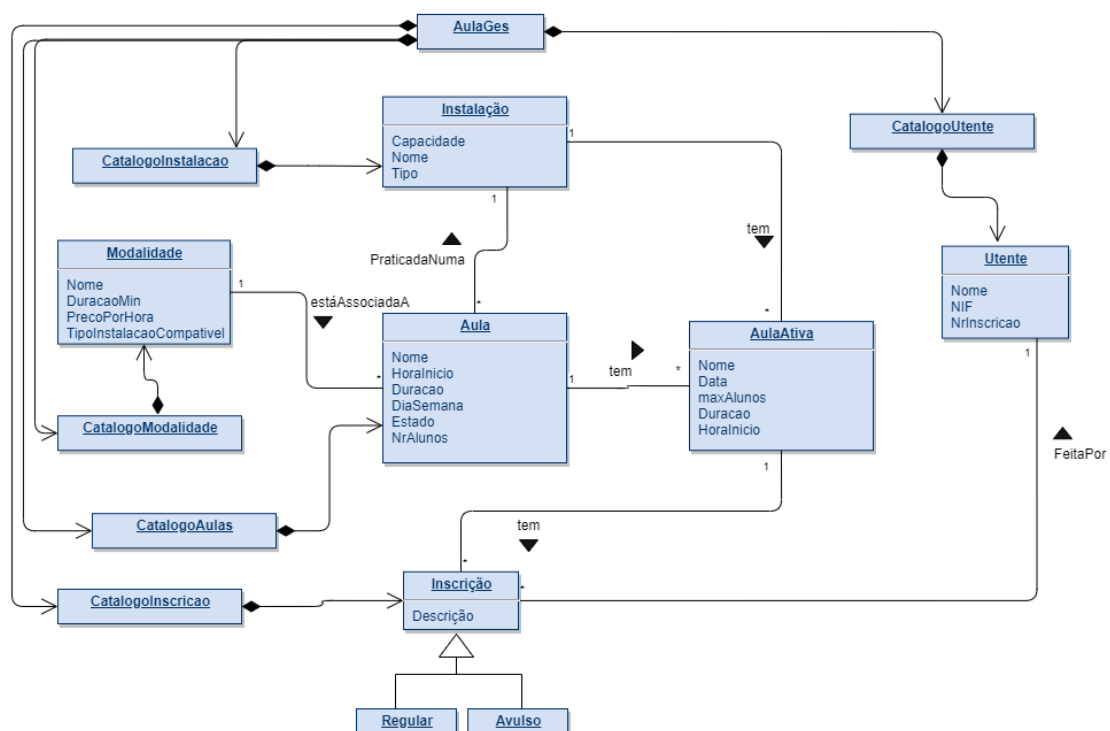 AulaGes
Instalação
Capacidade
Nome
Tipo
1
CatalogoUtente
CatalogoInstalacao
1
tem
PraticadaNuma
Modalidade
Nome
DuracaoMin
PrecoPorHora
TipoInstalacaoCompativel
1
estáAssociadaA
*
*
Utente
Nome
NIF
NrInscricao
1
Aula
Nome
HoraInicio
Duracao
DiaSemana
Estado
NrAlunos
*
1
tem
*
AulaAtiva
Nome
Data
maxAlunos
Duracao
HoraInicio
1
CatalogoModalidade
FeitaPor
CatalogoAulas
tem
*
CatalogoInscricao
Inscrição
Descrição
*
Regular
Avulso